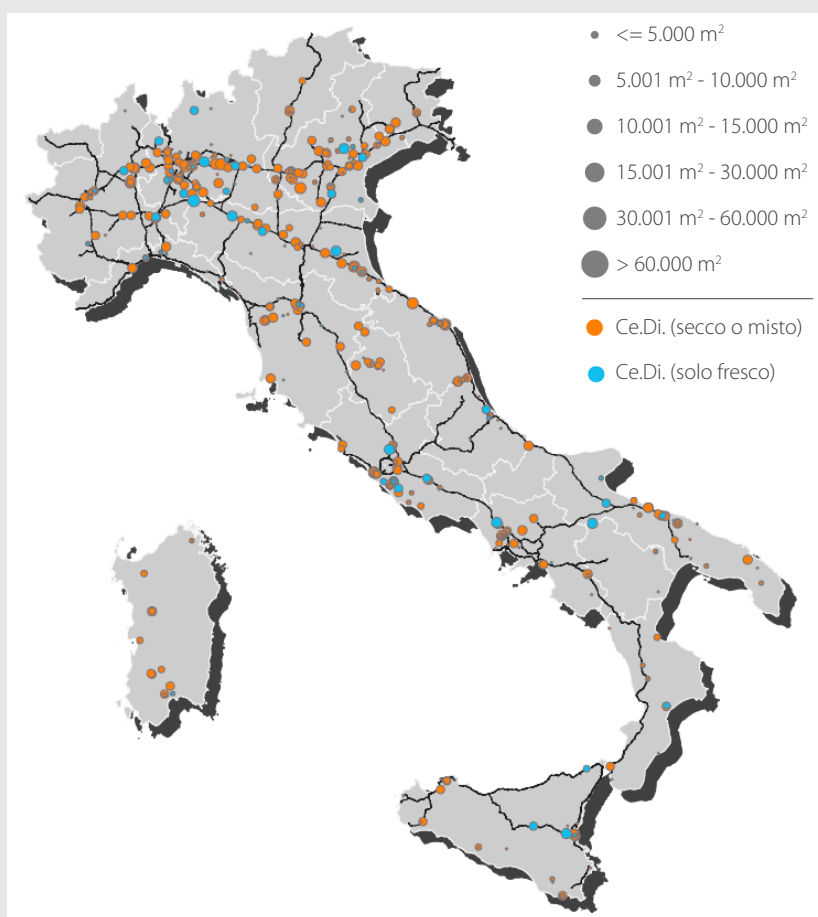 <= 5.000 m²
5.001 m² - 10.000 m²
10.001 m² - 15.000 m²
15.001 m² - 30.000 m²
30.001 m² - 60.000 m²
> 60.000 m²
Ce.Di. (secco o misto)
Ce.Di. (solo fresco)